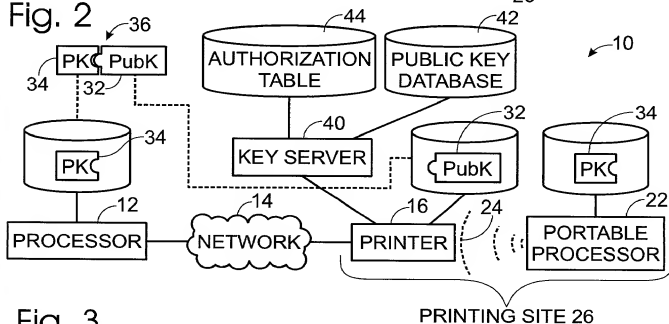 Fig. 2
36
34
PK
PubK
32
44
AUTHORIZATION
TABLE
42
PUBLIC KEY
DATABASE
10
40
KEY SERVER
34
PK
32
PubK
34
PK
12
PROCESSOR
14
NETWORK
16
PRINTER
24
22
PORTABLE
PROCESSOR
PRINTING SITE 26